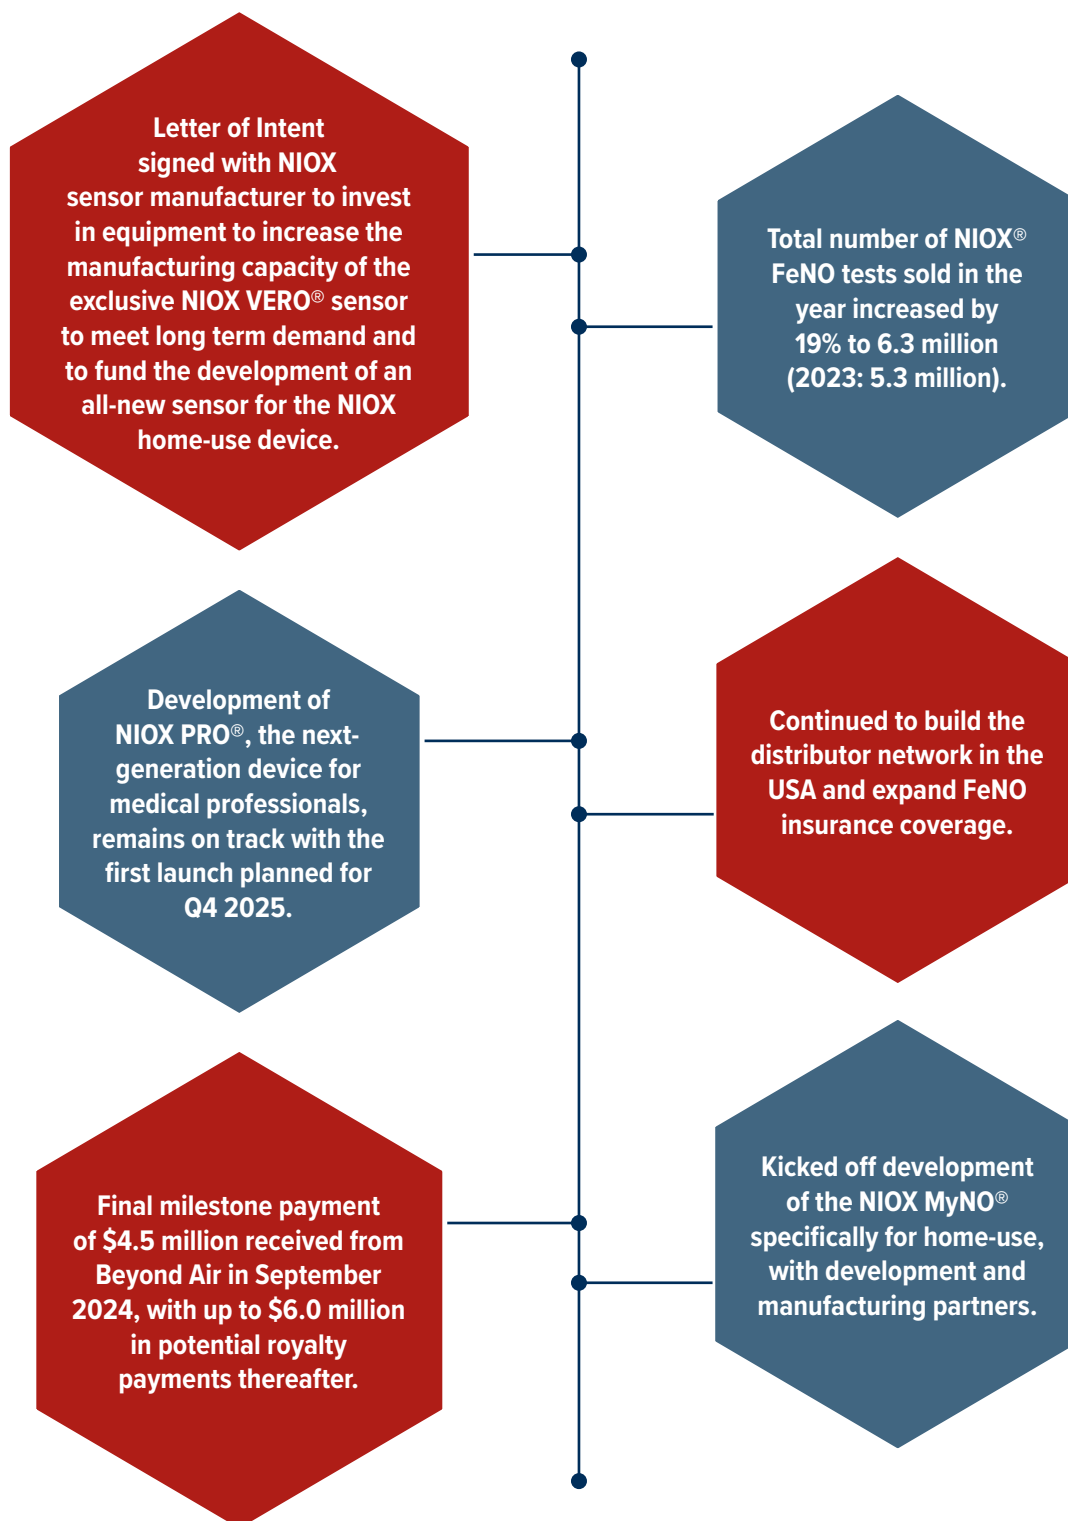 Letter of Intent
signed with NIOX
sensor manufacturer to invest
in equipment to increase the
manufacturing capacity of the
exclusive NIOX VERO® sensor
to meet long term demand and
to fund the development of an
all-new sensor for the NIOX
home-use device.
Total number of NIOX®
FeNO tests sold in the
year increased by
19% to 6.3 million
(2023: 5.3 million).
Development of
NIOX PRO®, the next-
generation device for
medical professionals,
remains on track with the
first launch planned for
Q4 2025.
Continued to build the
distributor network in the
USA and expand FeNO
insurance coverage.
Final milestone payment
of $4.5 million received from
Beyond Air in September
2024, with up to $6.0 million
in potential royalty
payments thereafter.
Kicked off development
of the NIOX MyNO®
specifically for home-use,
with development and
manufacturing partners.